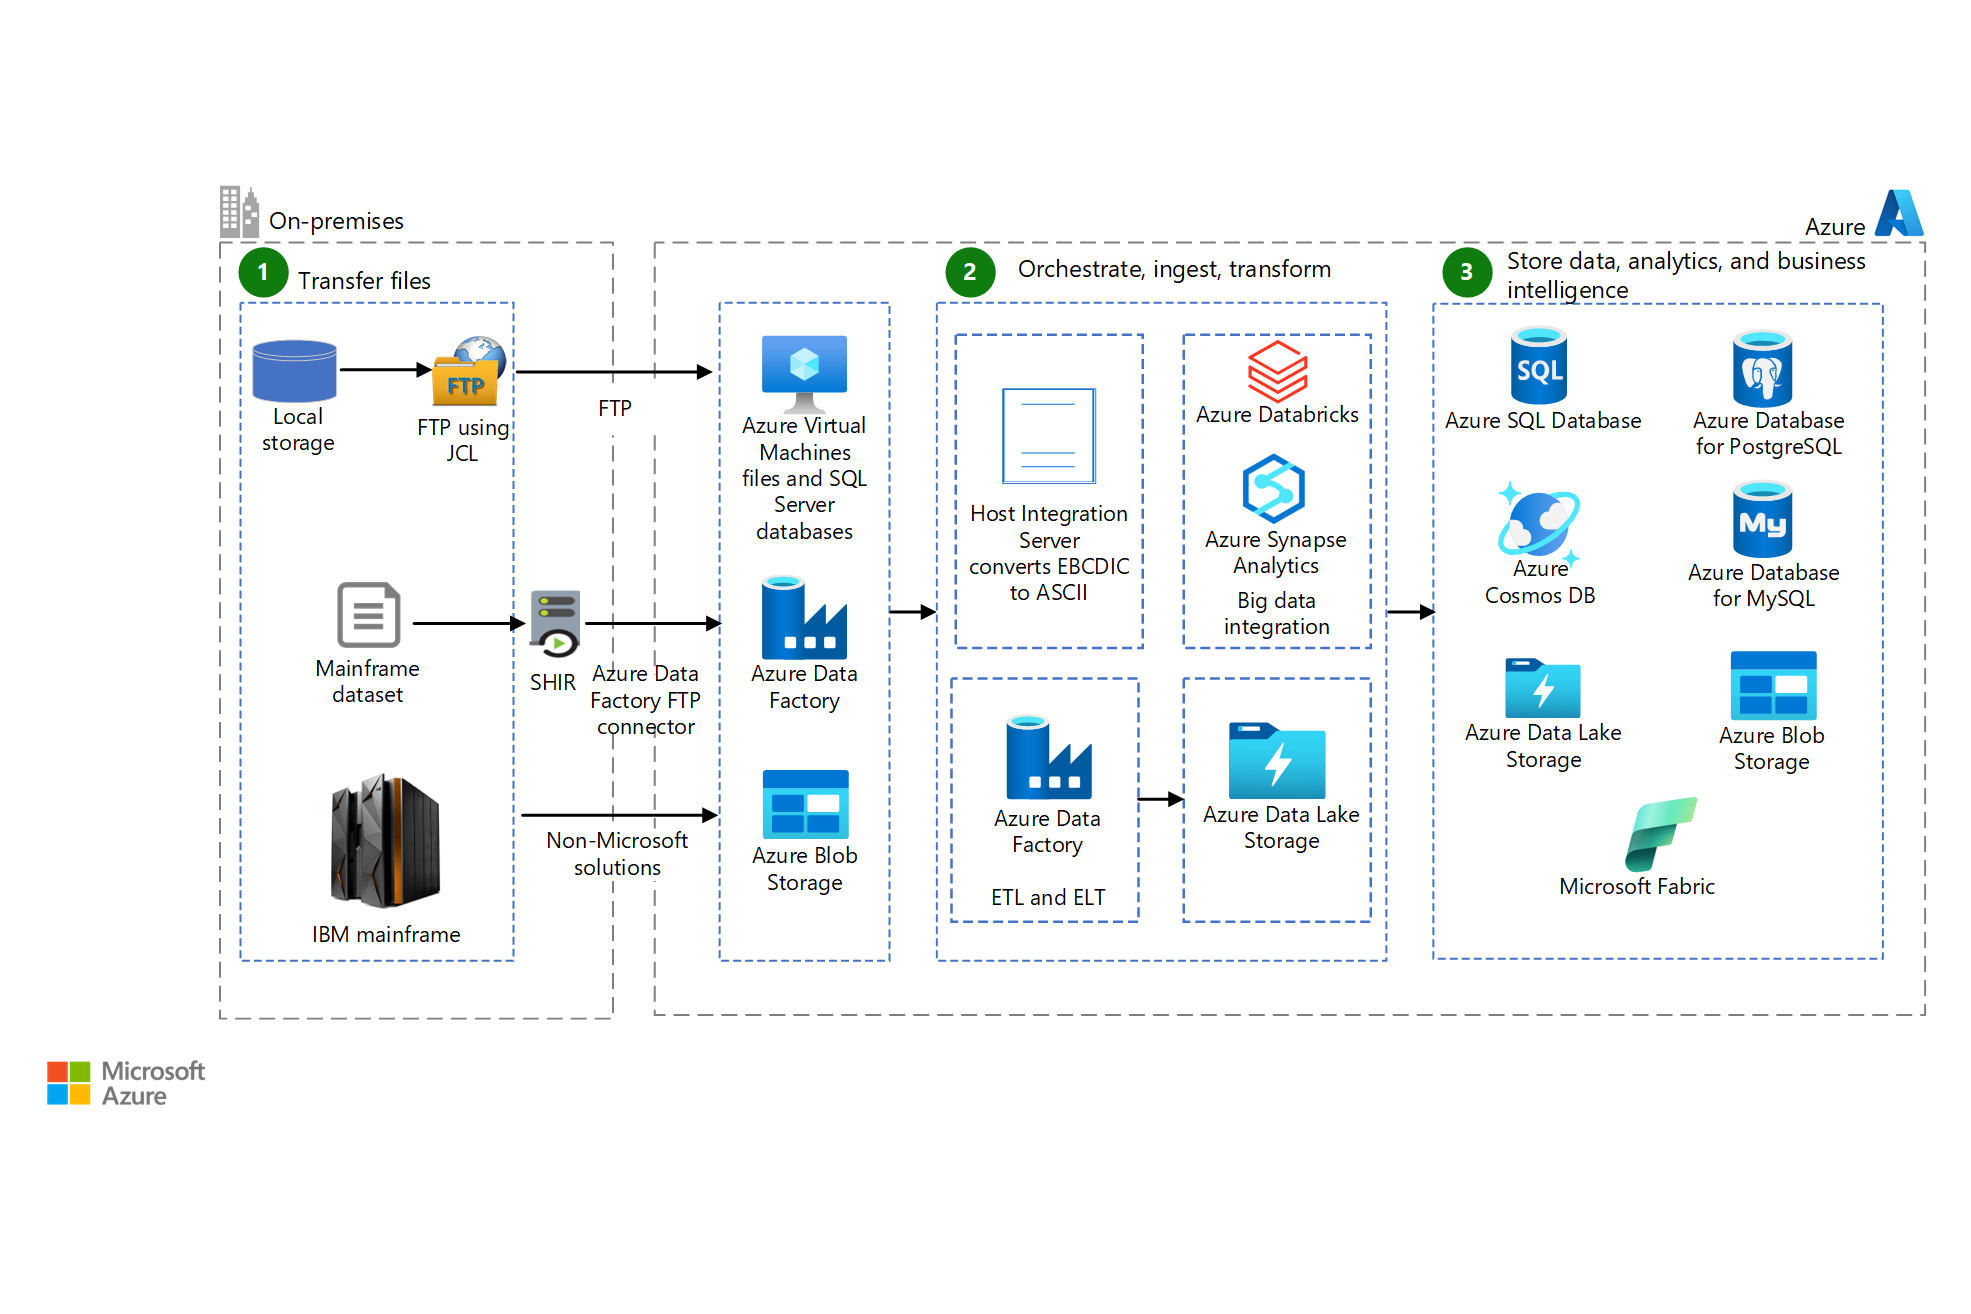 On-premises
Azure
1
Transfer files
Local
storage
FTP
FTP using
JCL
FTP
Mainframe
dataset
SHIR
Azure Data
Factory FTP
connector
IBM mainframe
Non-Microsoft
solutions
Azure Virtual
Machines
files and SQL
Server
databases
Azure Data
Factory
Azure Blob
Storage
2
Orchestrate, ingest, transform
Host Integration
Server
converts EBCDIC
to ASCII
Azure Databricks
Azure Synapse
Analytics
Big data
integration
Azure Data
Factory
ETL and ELT
Azure Data Lake
Storage
3
Store data, analytics, and business
intelligence
SQL
Azure SQL Database
Azure Database
for PostgreSQL
Azure
Cosmos DB
My
Azure Database
for MySQL
Azure Data Lake
Storage
Azure Blob
Storage
Microsoft Fabric
Microsoft
Azure